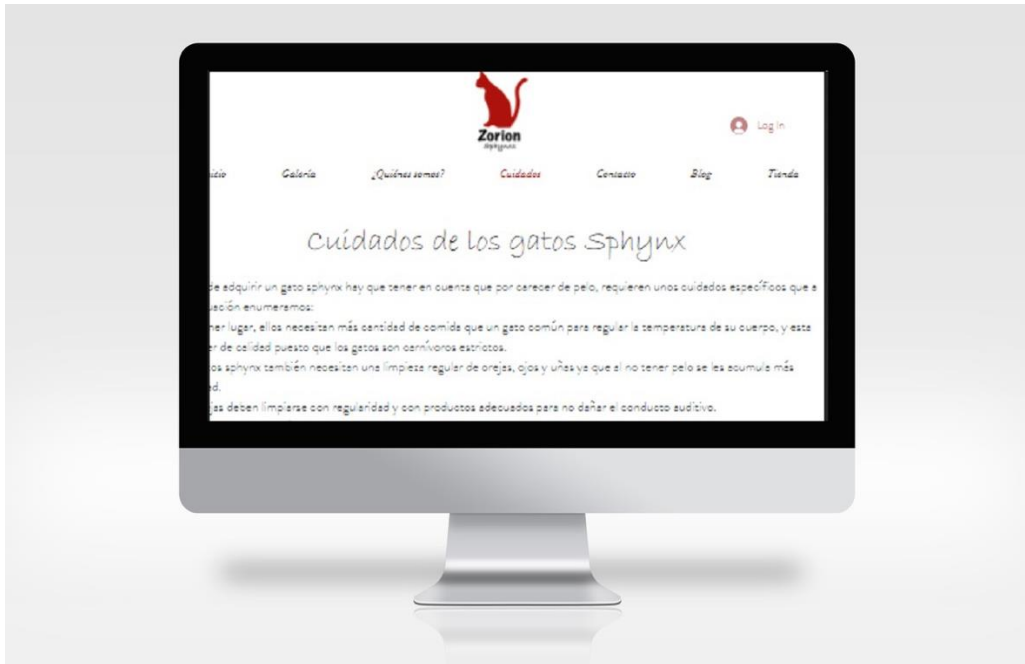 Zorion
Sphynx
Log In
icio Galería ¿Quiénes somos? Cuidados Contacto Blog Tienda
Cuidados de los gatos Sphynx
de adquirir un gato sphynx hay que tener en cuenta que por carecer de pelo, requieren unos cuidados específicos que a
uación enumeramos:
ner lugar, ellos necesitan más cantidad de comida que un gato común para regular la temperatura de su cuerpo, y esta
er de calidad puesto que los gatos son carnívoros estrictos.
tos sphynx también necesitan una limpieza regular de orejas, ojos y uñas ya que al no tener pelo se les acumula más
ad.
jas deben limpiarse con regularidad y con productos adecuados para no dañar el conducto auditivo.